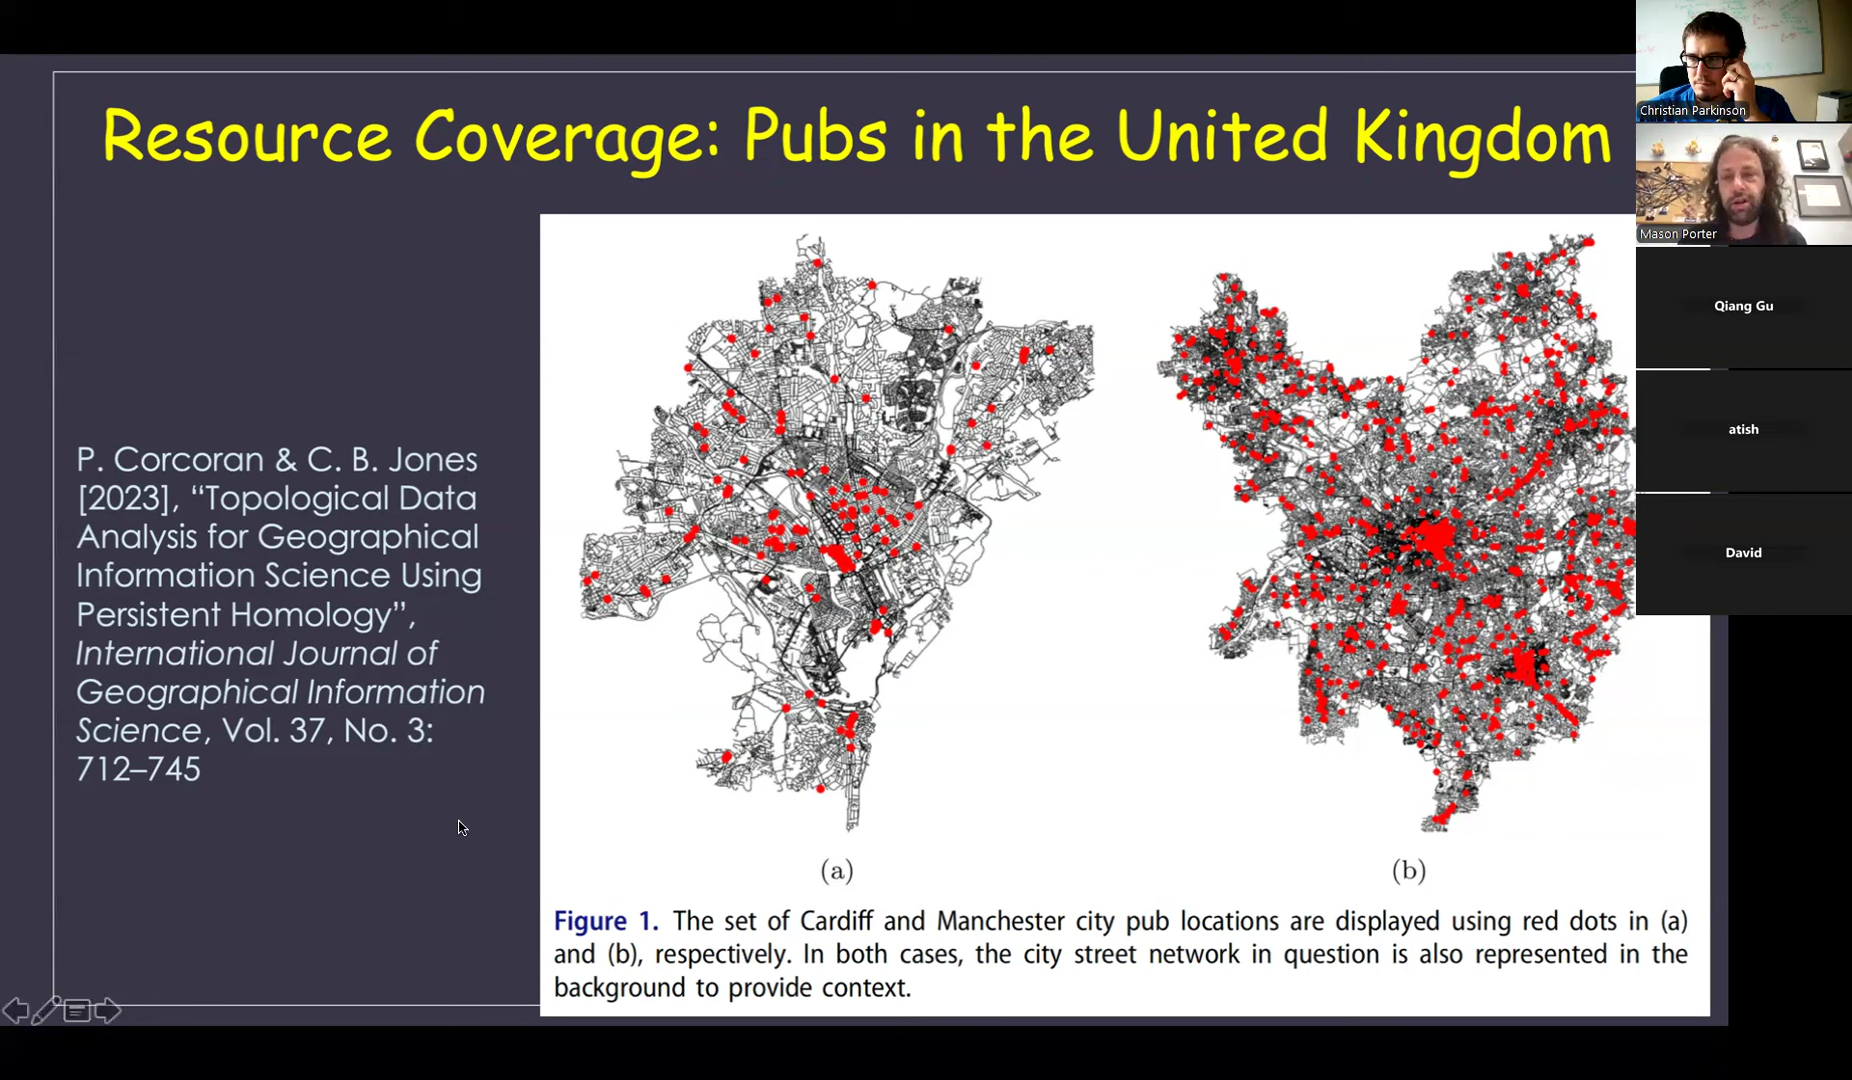 Resource Coverage: Pubs in the United Kingdom
P. Corcoran & C. B. Jones
[2023], “Topological Data
Analysis for Geographical
Information Science Using
Persistent Homology”,
International Journal of
Geographical Information
Science, Vol. 37, No. 3:
712–745
(a)
(b)
Figure 1. The set of Cardiff and Manchester city pub locations are displayed using red dots in (a)
and (b), respectively. In both cases, the city street network in question is also represented in the
background to provide context.
Christian Parkinson
Mason Porter
Qiang Gu
atish
David